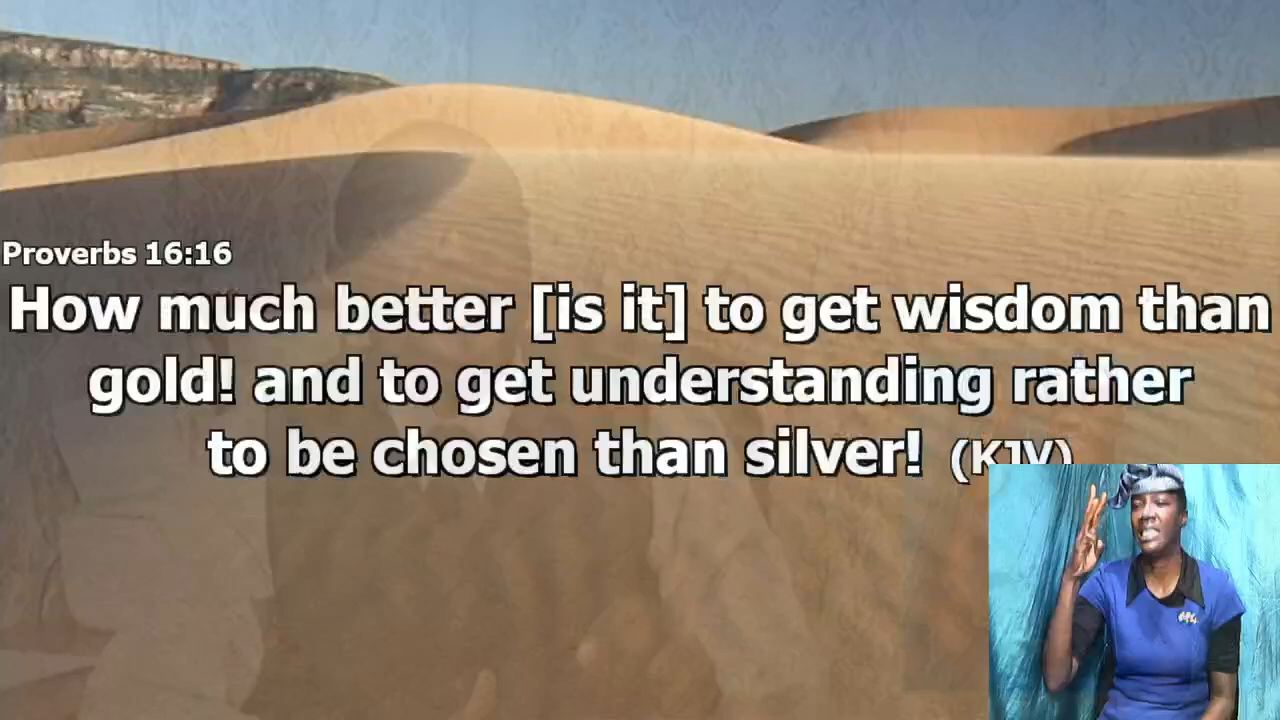 Proverbs 16:16
How much better [is it] to get wisdom than
gold! and to get understanding rather
to be chosen than silver! (KJV)